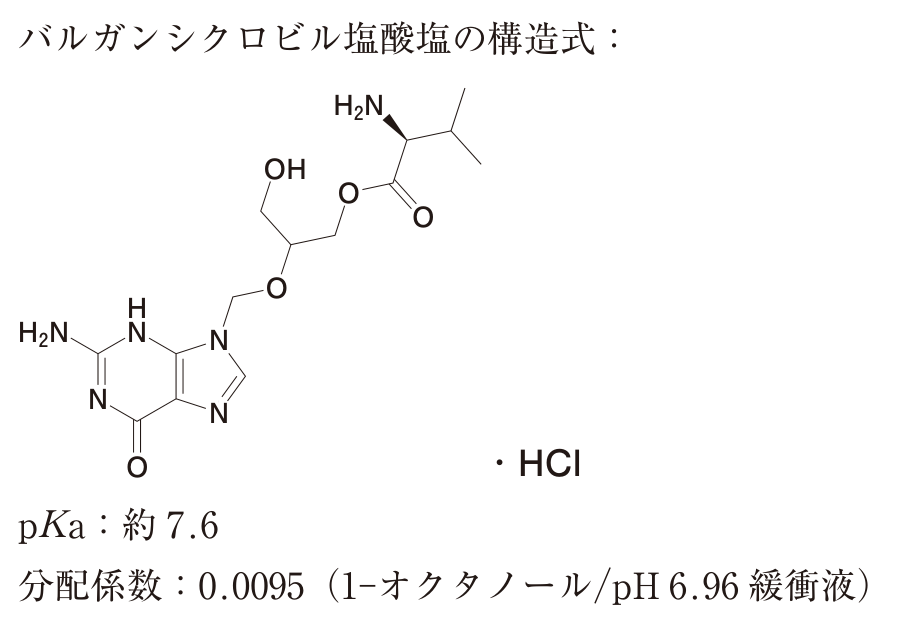 バルガンシクロビル塩酸塩の構造式：
H₂N
OH
O
O
O
H
H₂N
N
N
N
N
O
・HCl
pKa：約 7.6
分配係数：0.0095（1-オクタノール/pH 6.96 緩衝液）